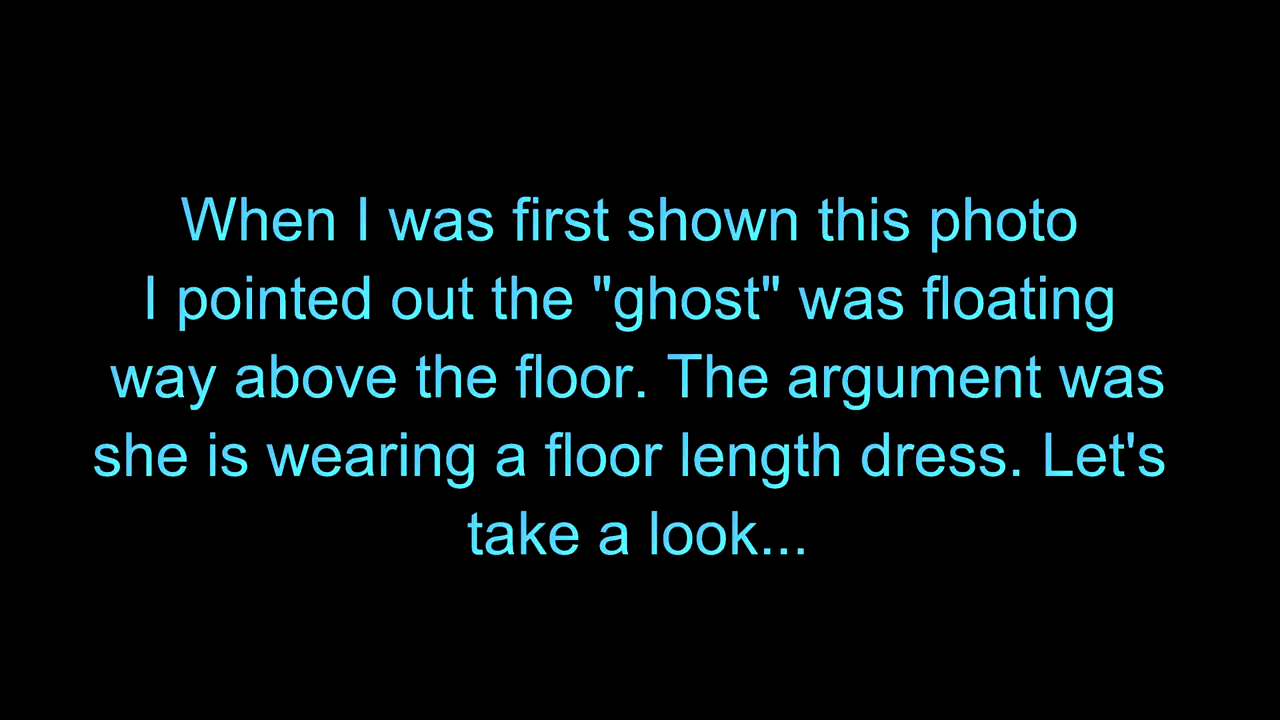 When I was first shown this photo
I pointed out the "ghost" was floating
way above the floor. The argument was
she is wearing a floor length dress. Let's
take a look...